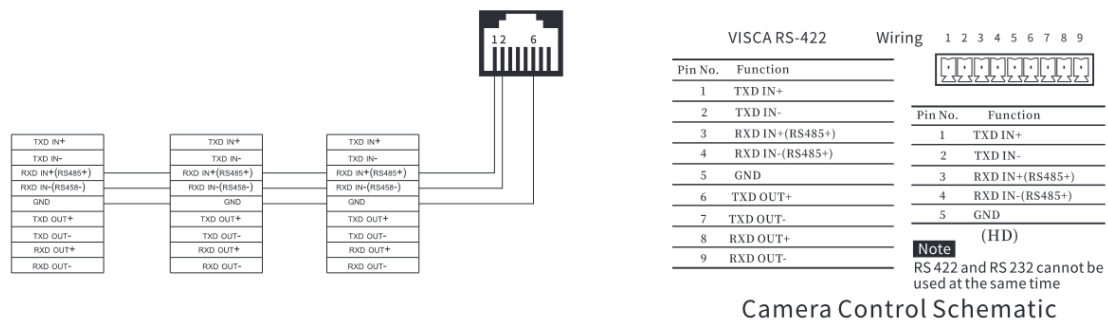 1 2 6
TXD IN+
TXD IN-
RXD IN+(RS485+)
RXD IN-(RS458-)
GND
TXD OUT+
TXD OUT-
RXD OUT+
RXD OUT-
TXD IN+
TXD IN-
RXD IN+(RS485+)
RXD IN-(RS458-)
GND
TXD OUT+
TXD OUT-
RXD OUT+
RXD OUT-
TXD IN+
TXD IN-
RXD IN+(RS485+)
RXD IN-(RS458-)
GND
TXD OUT+
TXD OUT-
RXD OUT+
RXD OUT-
VISCA RS-422 Wiring 1 2 3 4 5 6 7 8 9
Pin No. Function
1 TXD IN+
2 TXD IN-
3 RXD IN+(RS485+)
4 RXD IN-(RS485+)
5 GND
6 TXD OUT+
7 TXD OUT-
8 RXD OUT+
9 RXD OUT-
Pin No. Function
1 TXD IN+
2 TXD IN-
3 RXD IN+(RS485+)
4 RXD IN-(RS485+)
5 GND
(HD)
Note
RS 422 and RS 232 cannot be
used at the same time
Camera Control Schematic